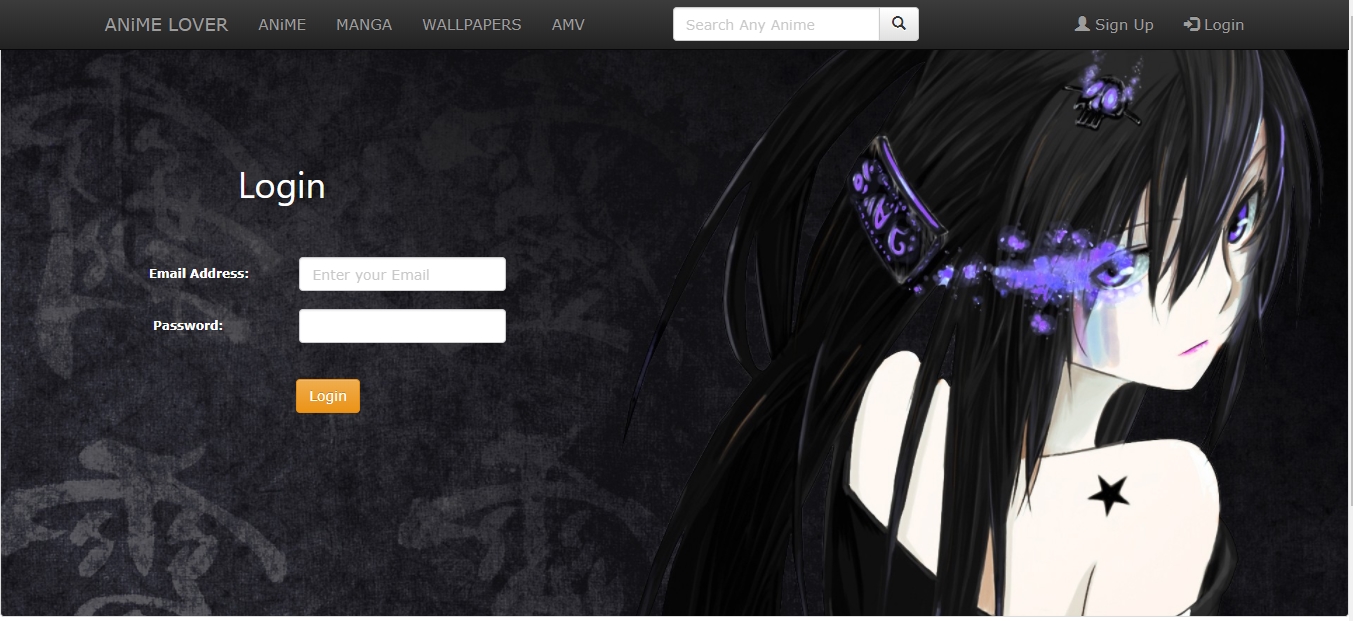 ANiME LOVER ANiME MANGA WALLPAPERS AMV Search Any Anime Sign Up Login
Login
Email Address: Enter your Email
Password:
Login